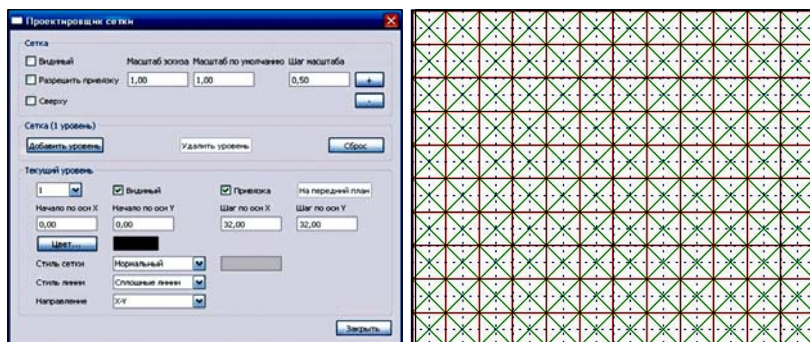 Проектировщик сетки
Сетка
Видимый
Масштаб эскиза Масштаб по умолчанию Шаг масштаба
Разрешить привязку 1,00 1,00 0,50 +
Сверху -
Сетка (1 уровень)
Добавить уровень Удалить уровень Сброс
Текущий уровень
1 Видимый Привязка На передний план
Начало по оси X Начало по оси Y Шаг по оси X Шаг по оси Y
0,00 0,00 32,00 32,00
Цвет...
Стиль сетки Нормальный
Стиль линии Сплошные линии
Направление X-Y
Закрыть